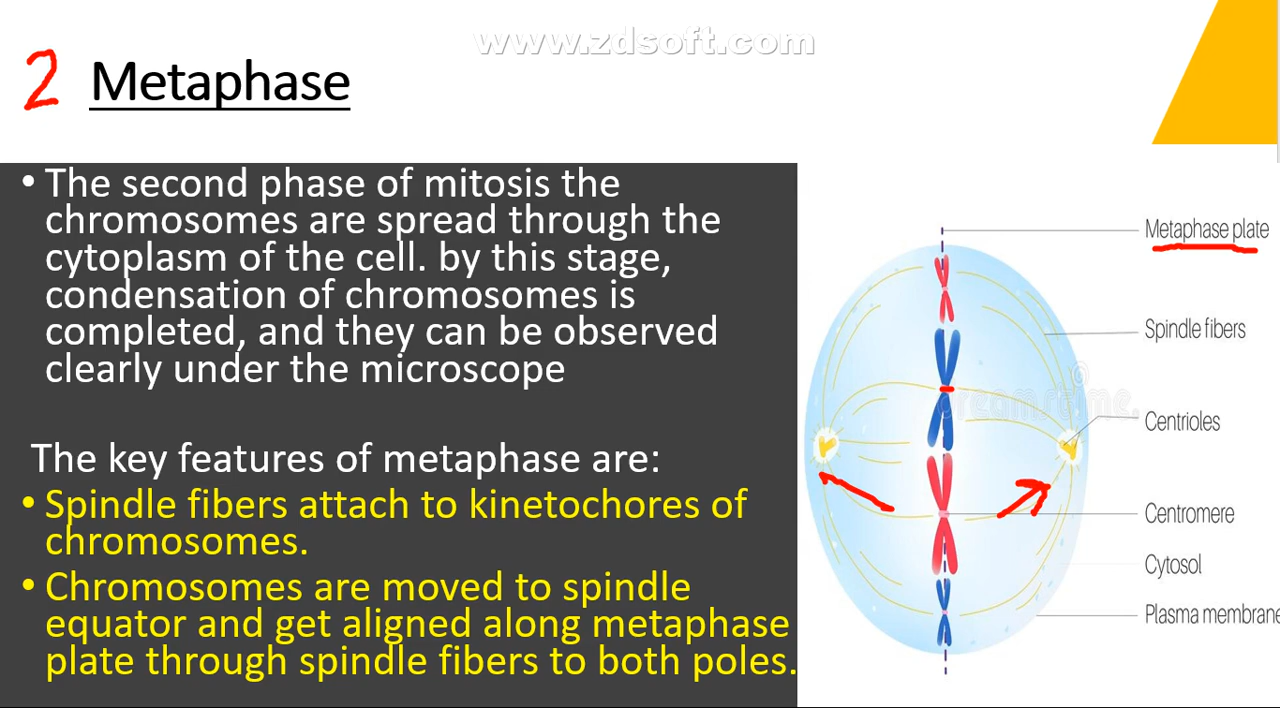 www.zdsoft.com
2 Metaphase
• The second phase of mitosis the
chromosomes are spread through the
cytoplasm of the cell. by this stage,
condensation of chromosomes is
completed, and they can be observed
clearly under the microscope
The key features of metaphase are:
• Spindle fibers attach to kinetochores of
chromosomes.
• Chromosomes are moved to spindle
equator and get aligned along metaphase
plate through spindle fibers to both poles.
Metaphase plate
Spindle fibers
dreamstime.
Centrioles
Centromere
Cytosol
Plasma membrane